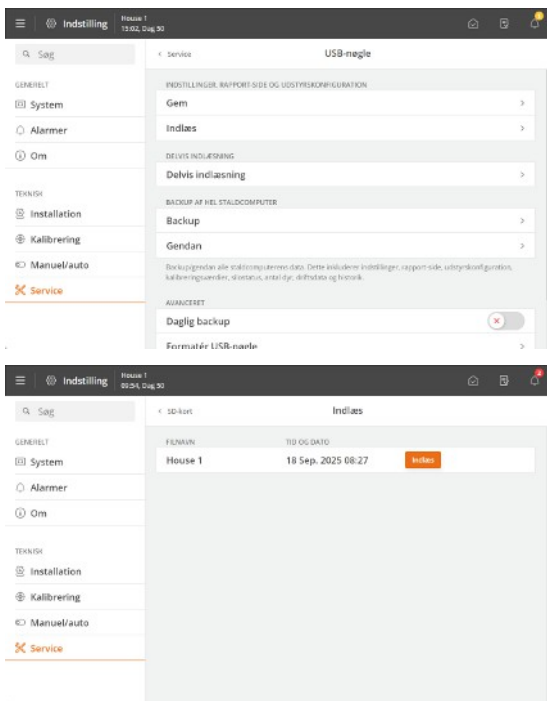 Indstilling House 1
15:02, Dag 50
Søg
GENERELT
System
Alarmer
Om
TEKNISK
Installation
Kalibrering
Manuel/auto
Service
Service
USB-nøgle
INDSTILLINGER, RAPPORT-SIDE OG UDSTYRSKONFIGURATION
Gem
Indlæs
DELVIS INDLÆSNING
Delvis indlæsning
BACKUP AF HEL STALDCOMPUTER
Backup
Gendan
Backup/gendan alle staldcomputerens data. Dette inkluderer indstillinger, rapport-side, udstyrskonfiguration,
kalibreringsværdier, silostatus, antal dyr, driftsdata og historik.
AVANCERET
Daglig backup
Formatér USB-nøgle
Indstilling House 1
09:54, Dag 50
Søg
GENERELT
System
Alarmer
Om
TEKNISK
Installation
Kalibrering
Manuel/auto
Service
SD-kort
Indlæs
FILNAVN TID OG DATO
House 1 18 Sep. 2025 08:27 Indlæs